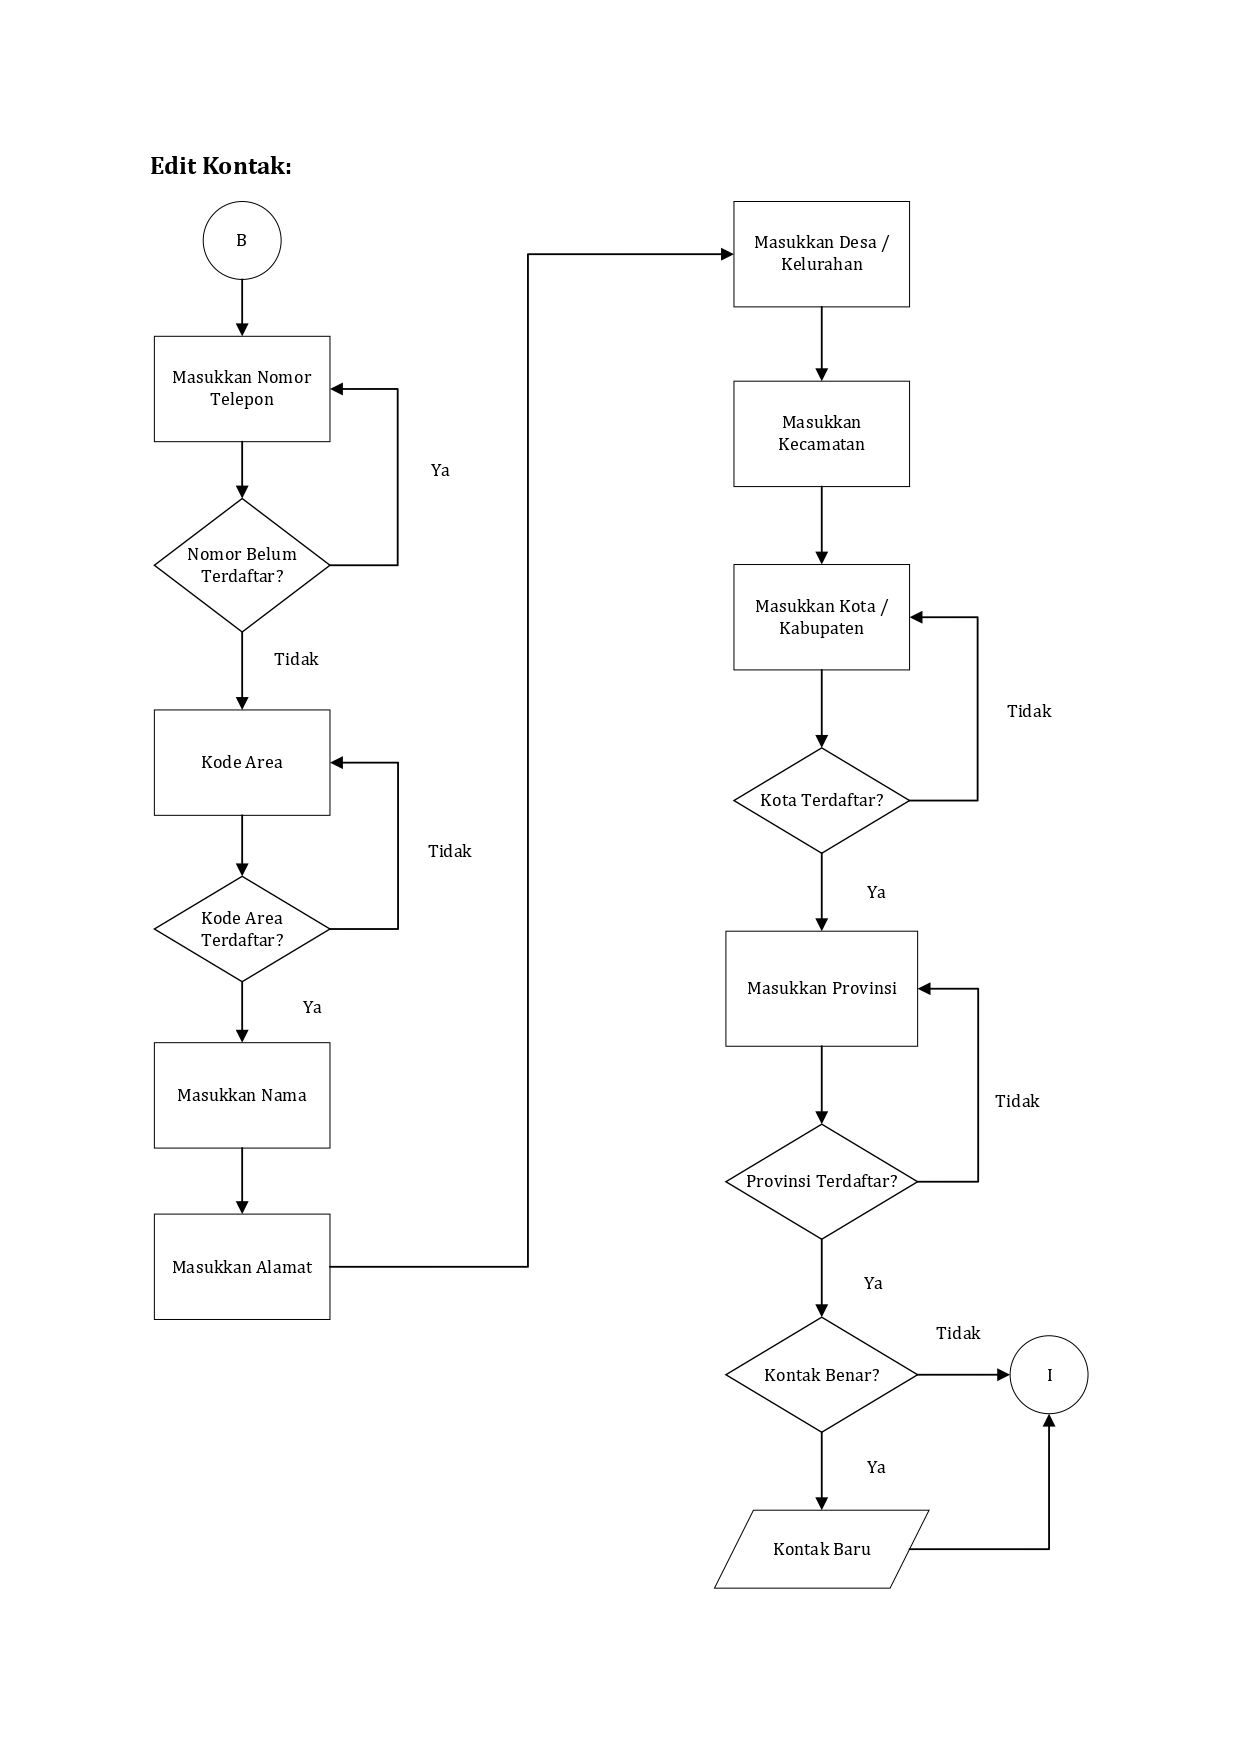 Edit Kontak:
B
Masukkan Nomor
Telepon
Ya
Nomor Belum
Terdaftar?
Tidak
Kode Area
Tidak
Kode Area
Terdaftar?
Ya
Masukkan Nama
Masukkan Alamat
Masukkan Desa /
Kelurahan
Masukkan
Kecamatan
Masukkan Kota /
Kabupaten
Tidak
Kota Terdaftar?
Ya
Masukkan Provinsi
Tidak
Provinsi Terdaftar?
Ya
Tidak
Kontak Benar?
I
Ya
Kontak Baru